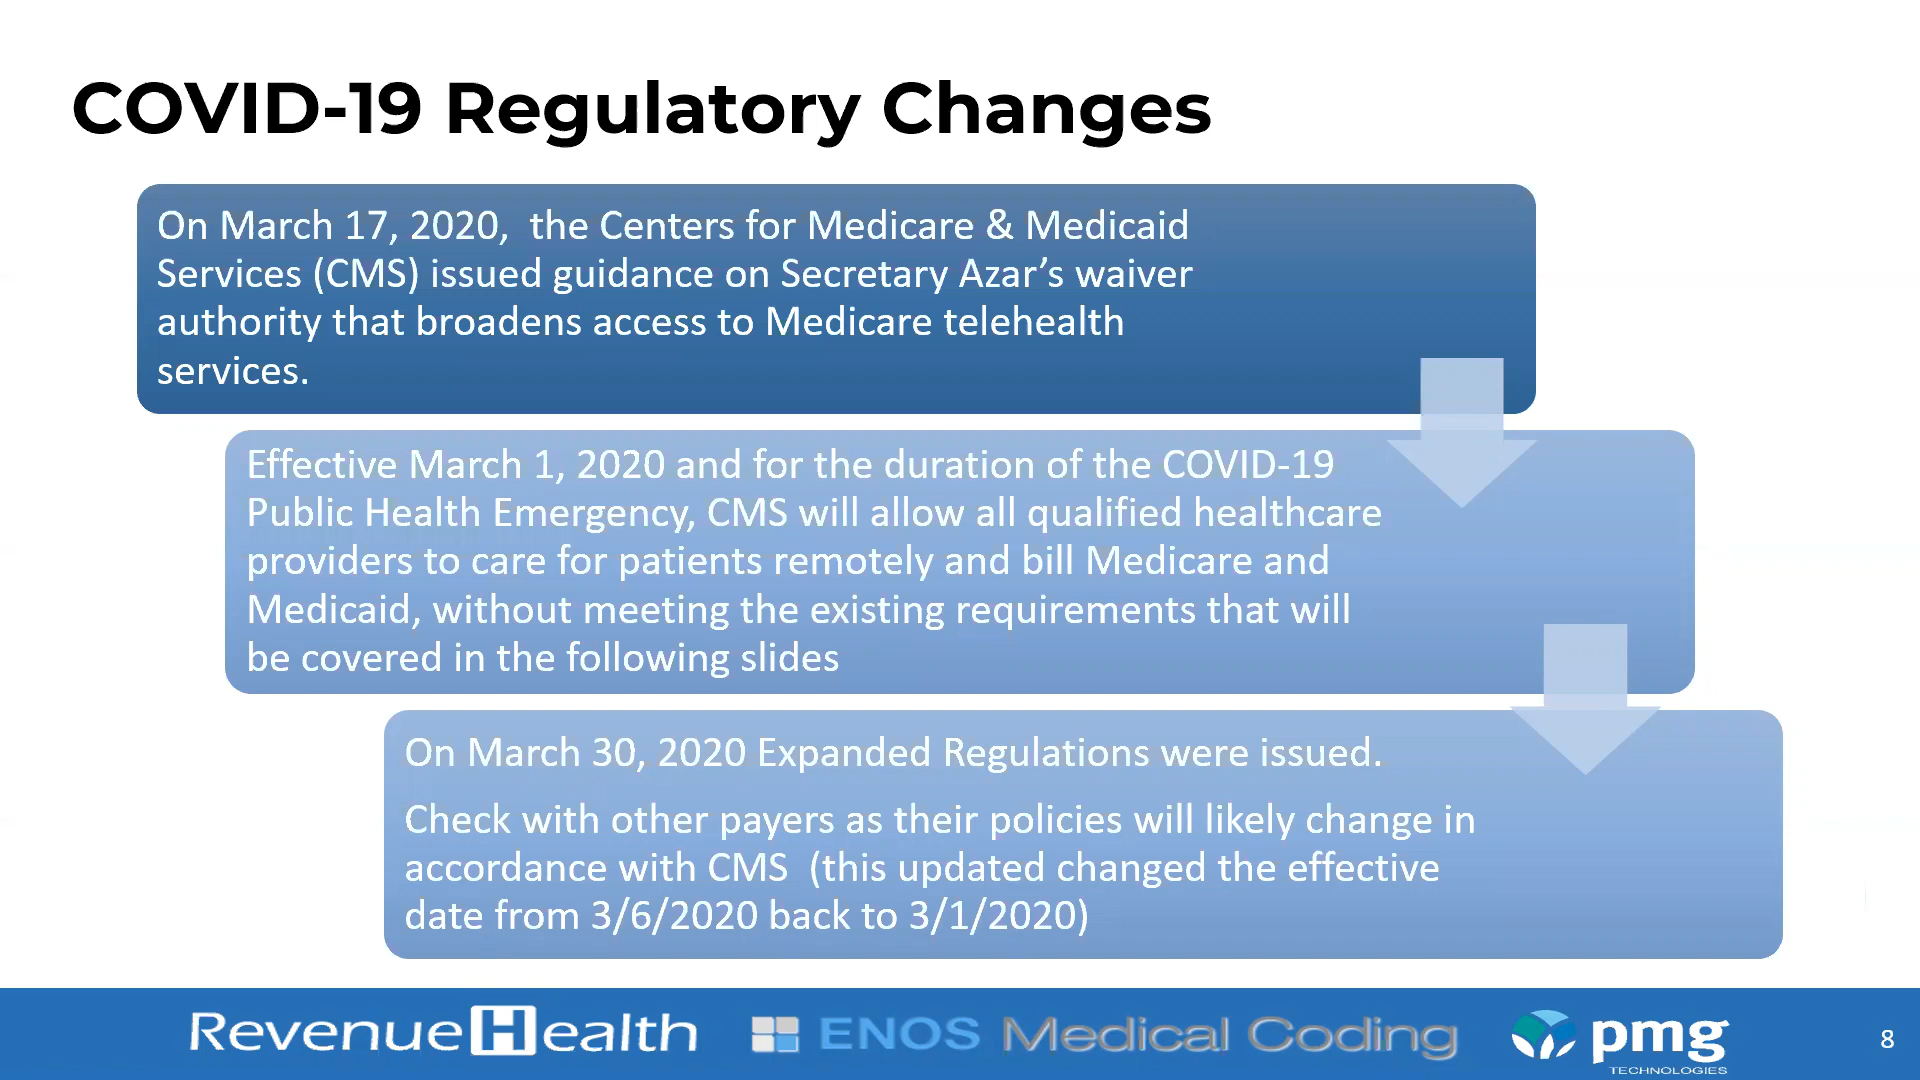 COVID-19 Regulatory Changes
On March 17, 2020,  the Centers for Medicare & Medicaid
Services (CMS) issued guidance on Secretary Azar’s waiver
authority that broadens access to Medicare telehealth
services.
Effective March 1, 2020 and for the duration of the COVID-19
Public Health Emergency, CMS will allow all qualified healthcare
providers to care for patients remotely and bill Medicare and
Medicaid, without meeting the existing requirements that will
be covered in the following slides
On March 30, 2020 Expanded Regulations were issued.
Check with other payers as their policies will likely change in
accordance with CMS  (this updated changed the effective
date from 3/6/2020 back to 3/1/2020)
RevenueHealth
ENOS Medical Coding
pmg
TECHNOLOGIES
8